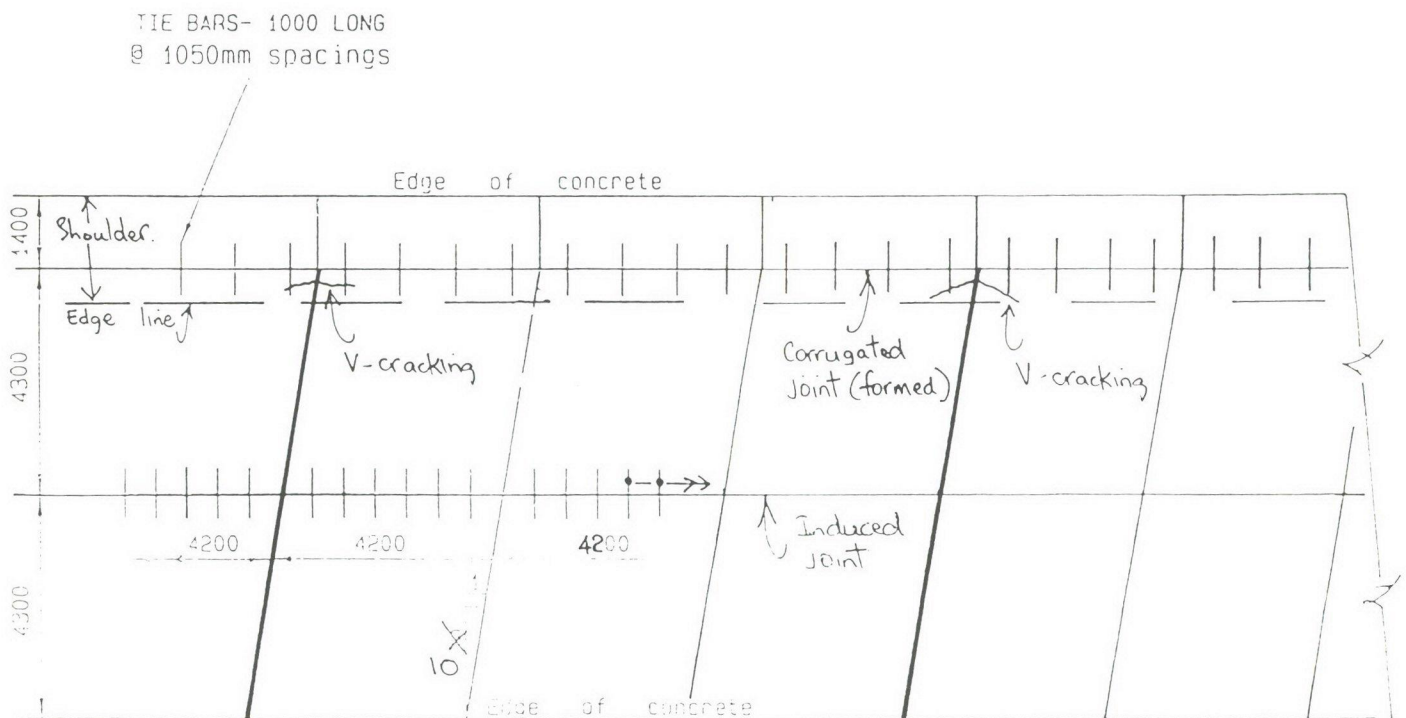 TIE BARS- 1000 LONG
@ 1050mm spacings
Edge of concrete
1400
Shoulder.
Edge line
V-cracking
Corrugated
Joint (formed)
V-cracking
4300
Induced
Joint
4200
4200
4200
4300
10
Edge of concrete